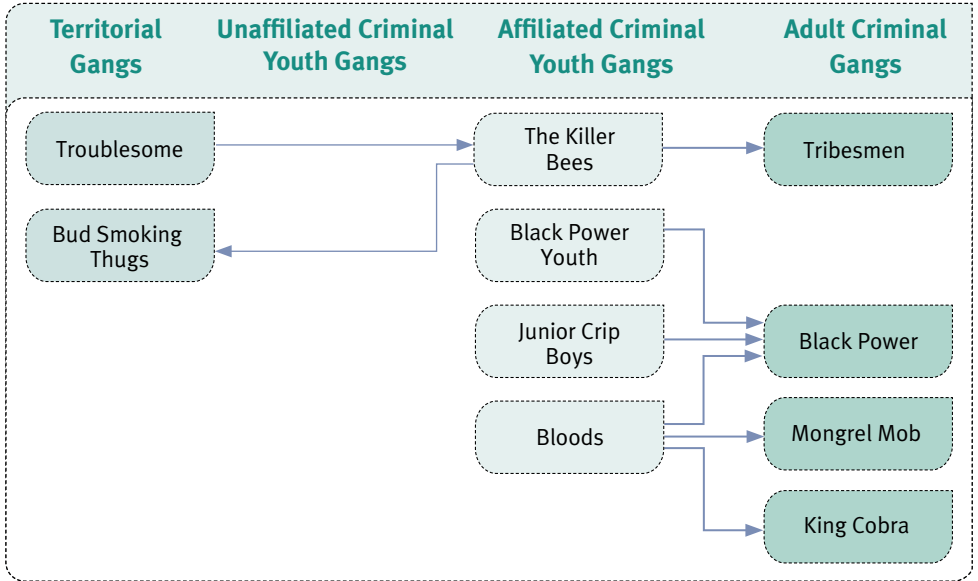 Territorial
Gangs
Unaffiliated Criminal
Youth Gangs
Affiliated Criminal
Youth Gangs
Adult Criminal
Gangs
Troublesome
The Killer
Bees
Tribesmen
Bud Smoking
Thugs
Black Power
Youth
Junior Crip
Boys
Black Power
Bloods
Mongrel Mob
King Cobra